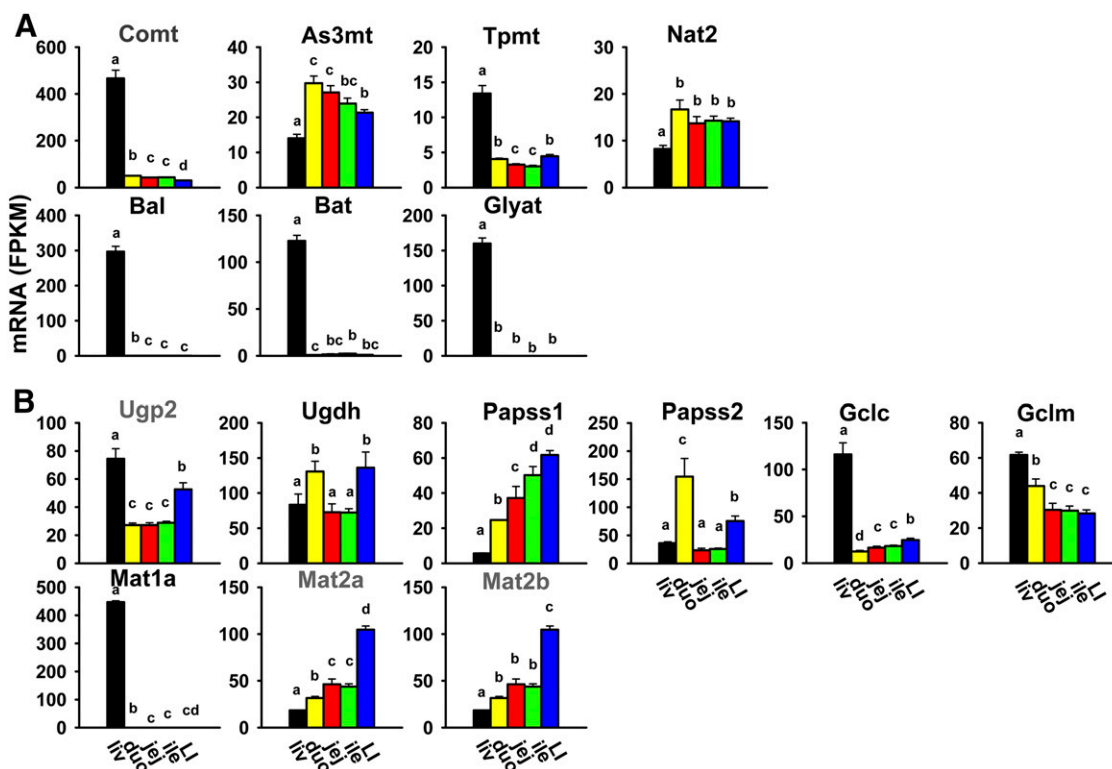 A
Comt
As3mt
Tpmt
Nat2
600
400
200
0
a
b
c
c
d
40
30
20
10
0
a
c
c
bc
b
20
15
10
5
0
a
b
c
c
b
30
20
10
0
a
b
b
b
b
mRNA (FPKM)
Bal
Bat
Glyat
400
300
200
100
0
a
b
c
c
c
150
100
50
0
a
c
bc
b
bc
200
150
100
50
0
a
b
b
b
b
B
Ugp2
Ugdh
Papss1
Papss2
Gclc
Gclm
100
80
60
40
20
0
a
c
c
c
b
200
150
100
50
0
a
b
a
a
b
80
60
40
20
0
a
b
c
d
d
250
200
150
100
50
0
a
c
a
a
b
150
100
50
0
a
d
c
c
b
80
60
40
20
0
a
b
c
c
c
liv
duo
jej
ile
LI
liv
duo
jej
ile
LI
liv
duo
jej
ile
LI
Mat1a
Mat2a
Mat2b
500
400
300
200
100
0
a
b
c
c
cd
150
100
50
0
a
b
c
c
d
150
100
50
0
a
b
b
b
c
liv
duo
jej
ile
LI
liv
duo
jej
ile
LI
liv
duo
jej
ile
LI